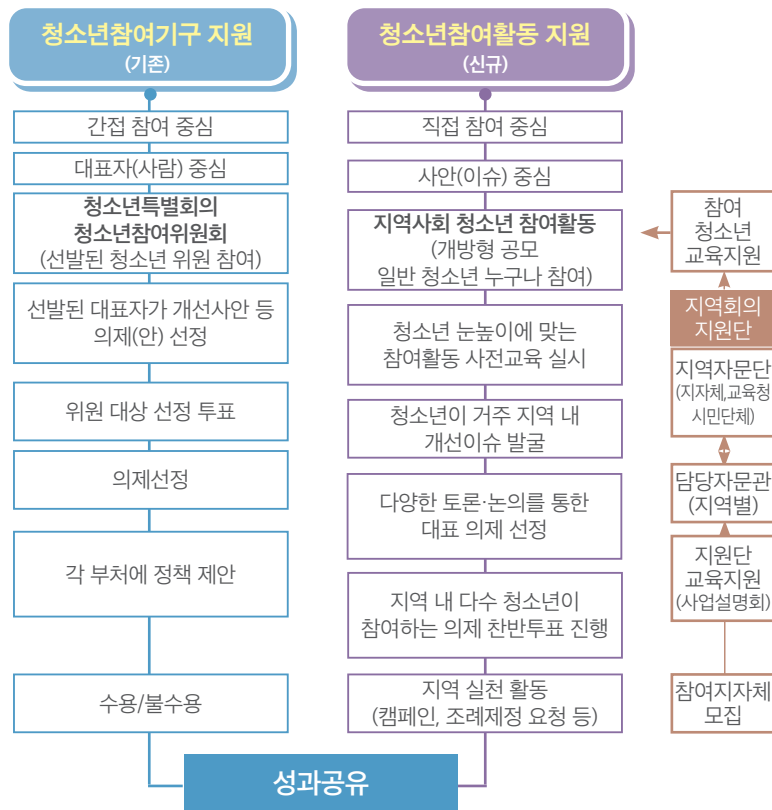 청소년참여기구 지원
(기존)
간접 참여 중심
대표자(사람) 중심
청소년특별회의
청소년참여위원회
(선발된 청소년 위원 참여)
선발된 대표자가 개선사안 등
의제(안) 선정
위원 대상 선정 투표
의제선정
각 부처에 정책 제안
수용/불수용
청소년참여활동 지원
(신규)
직접 참여 중심
사안(이슈) 중심
지역사회 청소년 참여활동
(개방형 공모
일반 청소년 누구나 참여)
청소년 눈높이에 맞는
참여활동 사전교육 실시
청소년이 거주 지역 내
개선이슈 발굴
다양한 토론·논의를 통한
대표 의제 선정
지역 내 다수 청소년이
참여하는 의제 찬반투표 진행
지역 실천 활동
(캠페인, 조례제정 요청 등)
참여
청소년
교육지원
지역회의
지원단
지역자문단
(지자체,교육청
시민단체)
담당자문관
(지역별)
지원단
교육지원
(사업설명회)
참여지자체
모집
성과공유